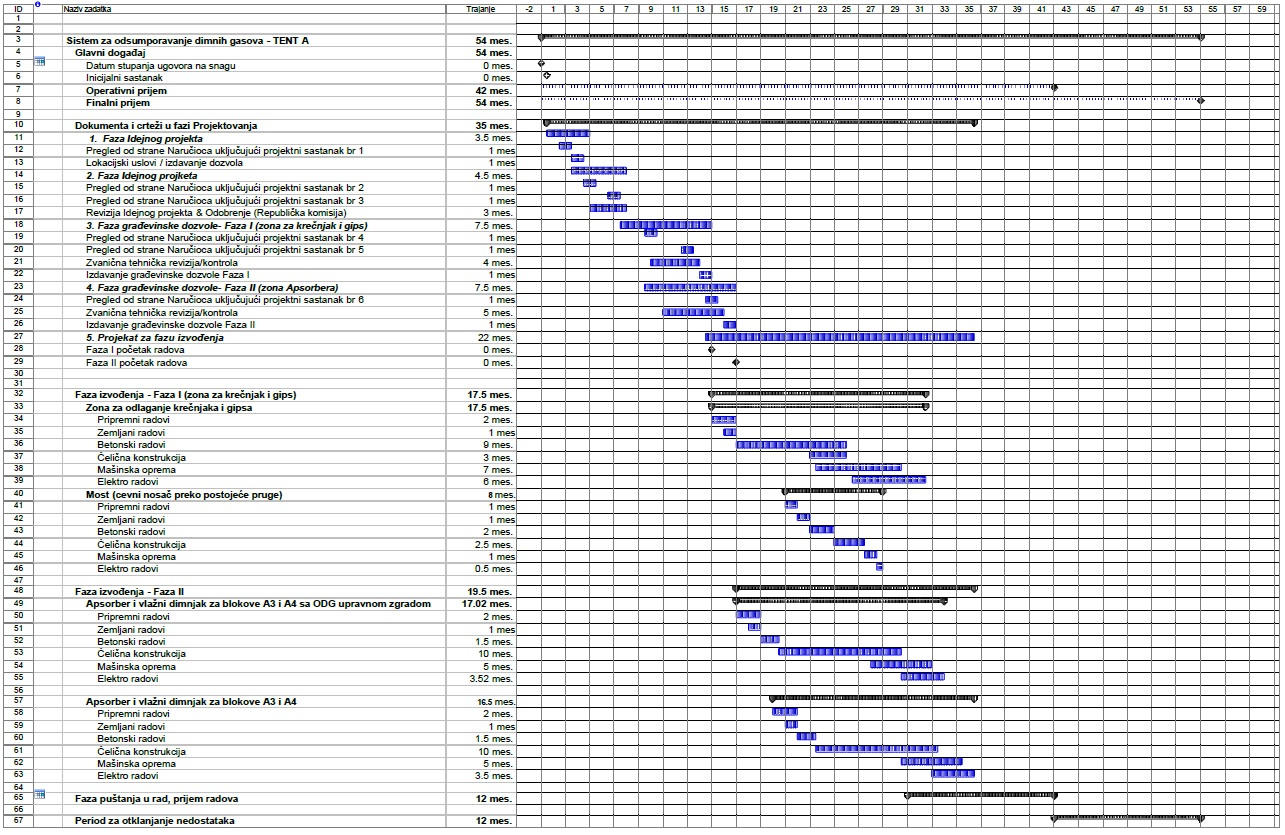 ID Naziv zadatka Trajanje -2 1 3 5 7 9 11 13 15 17 19 21 23 25 27 29 31 33 35 37 39 41 43 45 47 49 51 53 55 57 59
1
2
3 Sistem za odsumporavanje dimnih gasova - TENT A 54 mes.
4 Glavni događaj 54 mes.
5 Datum stupanja ugovora na snagu 0 mes.
6 Inicijalni sastanak 0 mes.
7 Operativni prijem 42 mes.
8 Finalni prijem 54 mes.
9
10 Dokumenta i crteži u fazi Projektovanja 35 mes.
11 1. Faza Idejnog projekta 3.5 mes.
12 Pregled od strane Naručioca uključujući projektni sastanak br 1 1 mes
13 Lokacijski uslovi / izdavanje dozvola 1 mes
14 2. Faza Idejnog projketa 4.5 mes.
15 Pregled od strane Naručioca uključujući projektni sastanak br 2 1 mes
16 Pregled od strane Naručioca uključujući projektni sastanak br 3 1 mes
17 Revizija Idejnog projekta & Odobrenje (Republička komisija) 3 mes.
18 3. Faza građevinske dozvole- Faza I (zona za krečnjak i gips) 7.5 mes.
19 Pregled od strane Naručioca uključujući projektni sastanak br 4 1 mes
20 Pregled od strane Naručioca uključujući projektni sastanak br 5 1 mes
21 Zvanična tehnička revizija/kontrola 4 mes.
22 Izdavanje građevinske dozvole Faza I 1 mes
23 4. Faza građevinske dozvole- Faza II (zona Apsorbera) 7.5 mes.
24 Pregled od strane Naručioca uključujući projektni sastanak br 6 1 mes
25 Zvanična tehnička revizija/kontrola 5 mes.
26 Izdavanje građevinske dozvole Faza II 1 mes
27 5. Projekat za fazu izvođenja 22 mes.
28 Faza I početak radova 0 mes.
29 Faza II početak radova 0 mes.
30
31
32 Faza izvođenja - Faza I (zona za krečnjak i gips) 17.5 mes.
33 Zona za odlaganje krečnjaka i gipsa 17.5 mes.
34 Pripremni radovi 2 mes.
35 Zemljani radovi 1 mes
36 Betonski radovi 9 mes.
37 Čelična konstrukcija 3 mes.
38 Mašinska oprema 7 mes.
39 Elektro radovi 6 mes.
40 Most (cevni nosač preko postojeće pruge) 8 mes.
41 Pripremni radovi 1 mes
42 Zemljani radovi 1 mes
43 Betonski radovi 2 mes.
44 Čelična konstrukcija 2.5 mes.
45 Mašinska oprema 1 mes
46 Elektro radovi 0.5 mes.
47
48 Faza izvođenja - Faza II 19.5 mes.
49 Apsorber i vlažni dimnjak za blokove A3 i A4 sa ODG upravnom zgradom 17.02 mes.
50 Pripremni radovi 2 mes.
51 Zemljani radovi 1 mes
52 Betonski radovi 1.5 mes.
53 Čelična konstrukcija 10 mes.
54 Mašinska oprema 5 mes.
55 Elektro radovi 3.52 mes.
56
57 Apsorber i vlažni dimnjak za blokove A3 i A4 16.5 mes.
58 Pripremni radovi 2 mes.
59 Zemljani radovi 1 mes
60 Betonski radovi 1.5 mes.
61 Čelična konstrukcija 10 mes.
62 Mašinska oprema 5 mes.
63 Elektro radovi 3.5 mes.
64
65 Faza puštanja u rad, prijem radova 12 mes.
66
67 Period za otklanjanje nedostataka 12 mes.